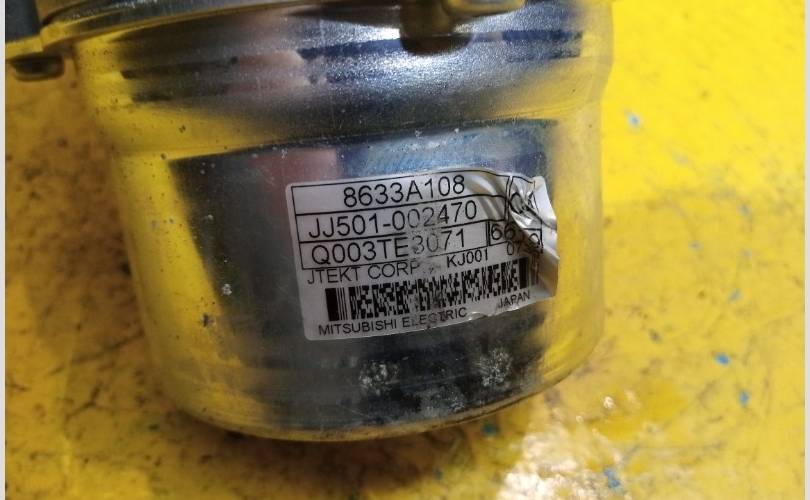 8633A108
JJ501-002470
Q003TE3071
JTEKT CORP. KJ001
MITSUBISHI ELECTRIC JAPAN